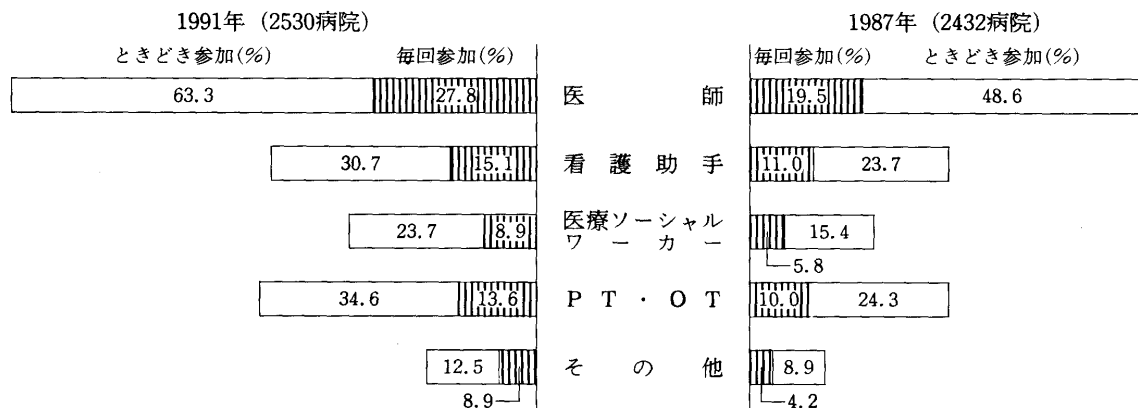 1991年 (2530病院) 1987年 (2432病院)
ときどき参加(%) 毎回参加(%) 毎回参加(%) ときどき参加(%)
63.3 27.8 医師 19.5 48.6
30.7 15.1 看護助手 11.0 23.7
23.7 8.9 医療ソーシャル
ワーカー 15.4
5.8
34.6 13.6 PT・OT 10.0 24.3
12.5 その他 8.9
8.9 4.2